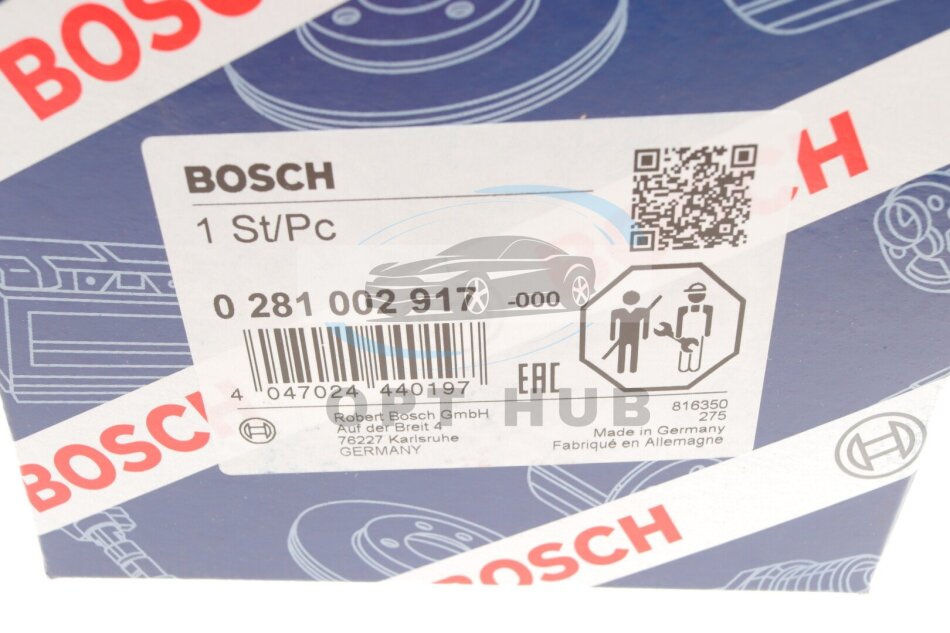 BOSCH
BOSCH
1 St/Pc
0 281 002 917 -000
4 047024 440197
EAC
OPT HUB
Robert Bosch GmbH
Auf der Breit 4
76227 Karlsruhe
GERMANY
816350
275
Made in Germany
Fabriqué en Allemagne
BOSCH
BOSCH